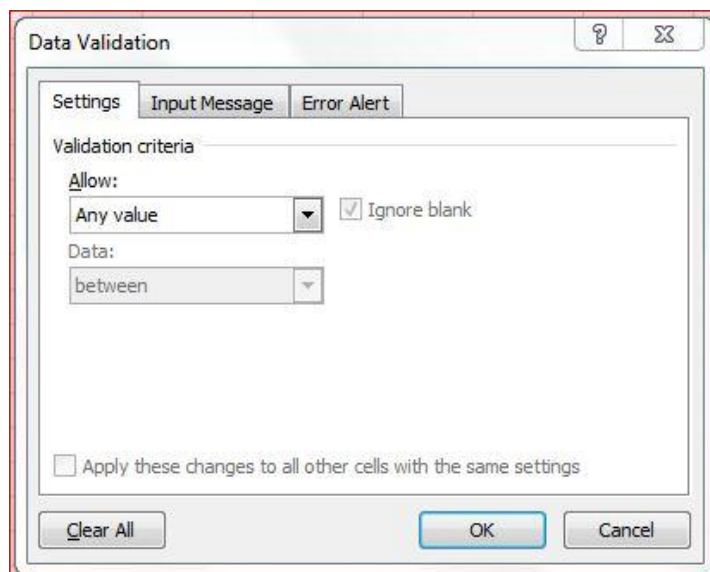 Data Validation
Settings Input Message Error Alert
Validation criteria
Allow:
Any value Ignore blank
Data:
between
Apply these changes to all other cells with the same settings
Clear All OK Cancel